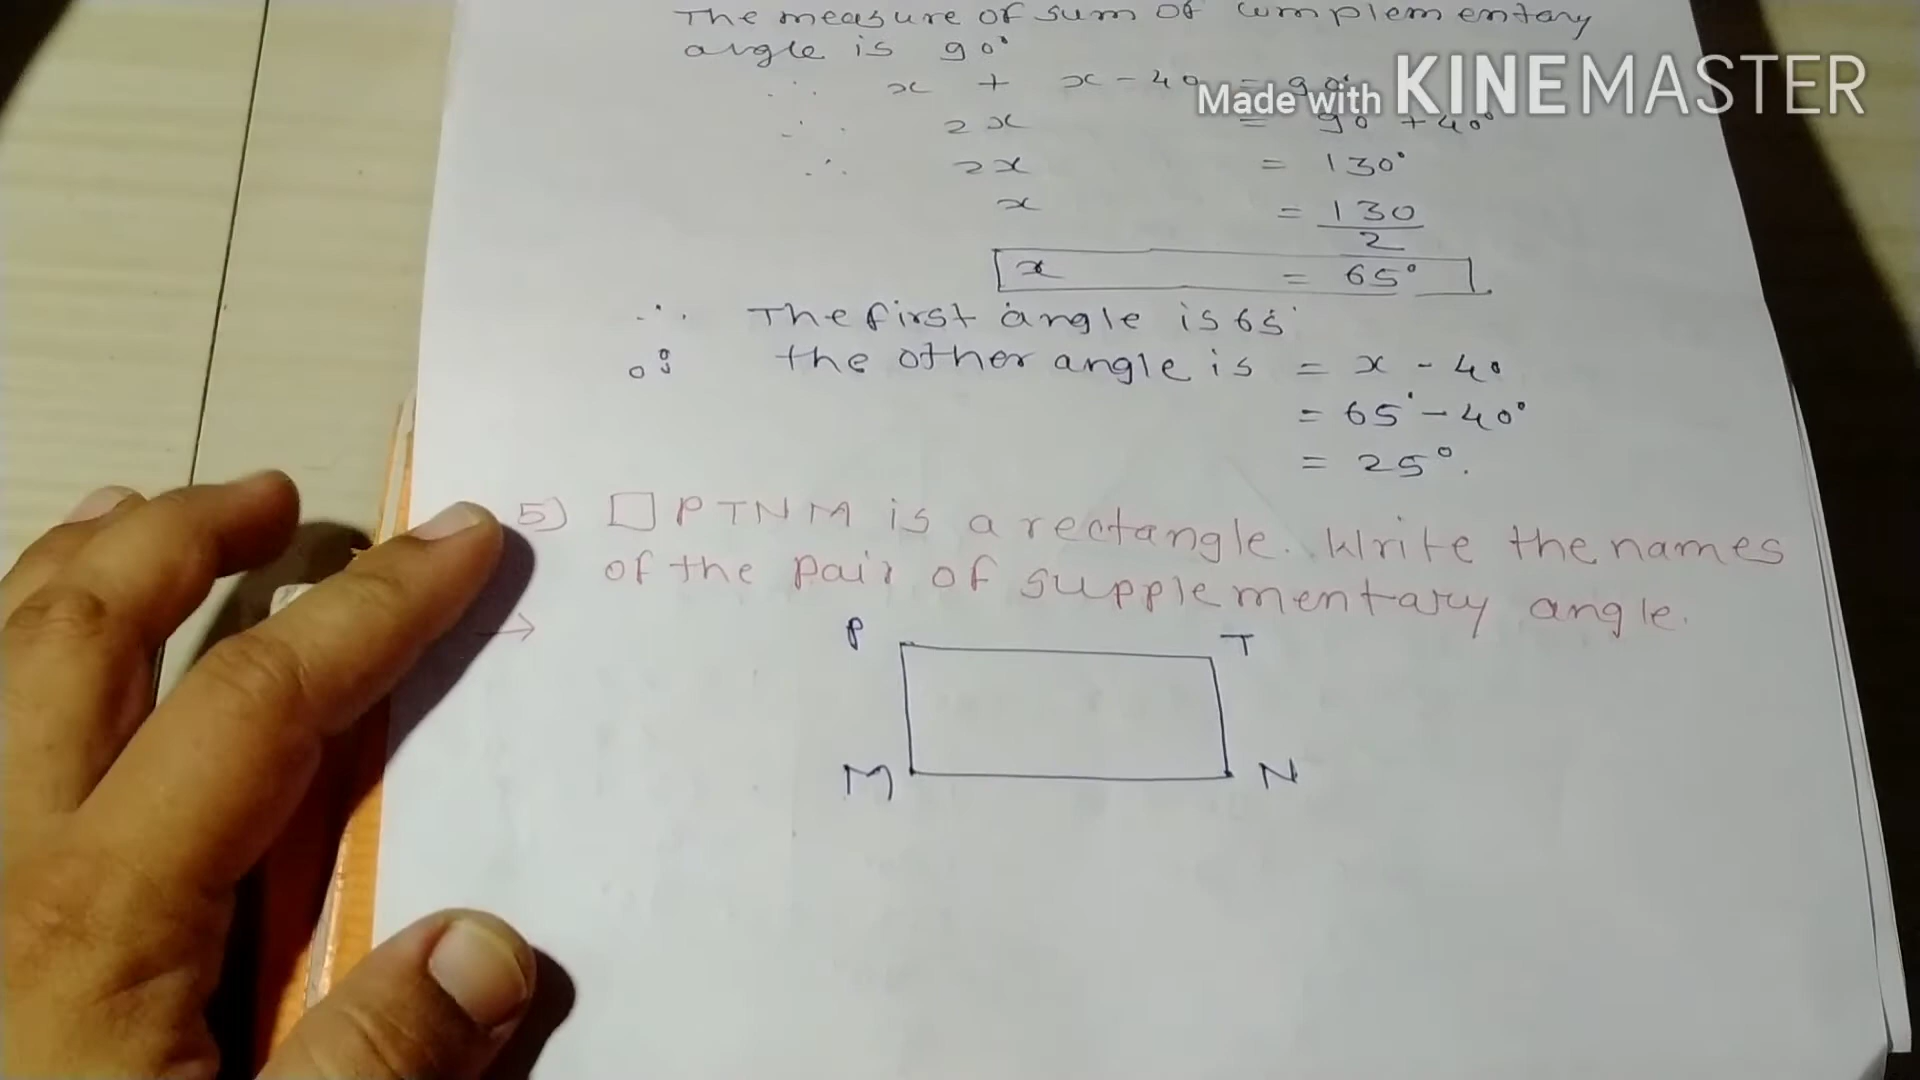 The measure of sum of complementary
angle is 90°
∴ x + x - 40 = 90°
Made with KINEMASTER
∴ 2x = 90 + 40°
∴ 2x = 130°
x = 130
2
x = 65°
∴ The first angle is 65°
∴ the other angle is = x - 40
= 65° - 40°
= 25°.
5) □ PTNM is a rectangle. Write the names
of the pair of supplementary angle.
→
P T
M N